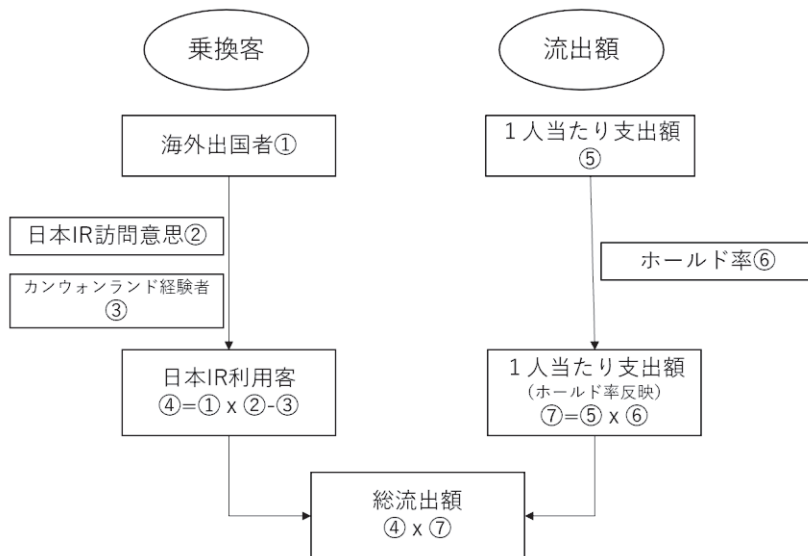 乗換客
流出額
海外出国者①
１人当たり支出額
⑤
日本IR訪問意思②
カンウォンランド経験者
③
ホールド率⑥
日本IR利用客
④=① x ②-③
１人当たり支出額
（ホールド率反映）
⑦=⑤ x ⑥
総流出額
④ x ⑦